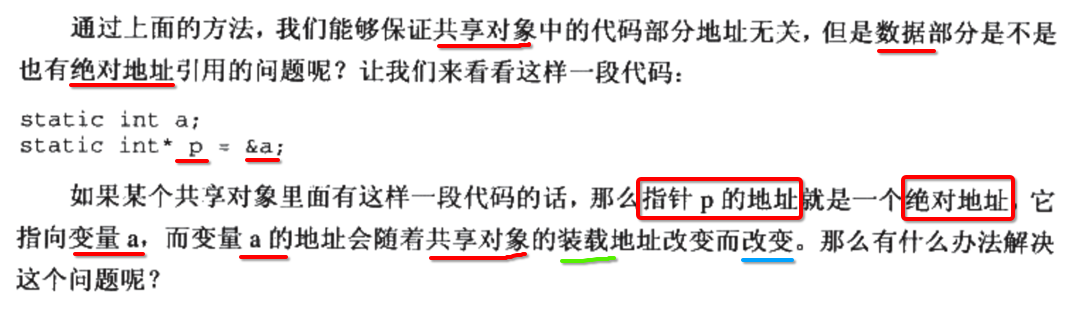 通过上面的方法，我们能够保证共享对象中的代码部分地址无关，但是数据部分是不是
也有绝对地址引用的问题呢？让我们来看看这样一段代码：
static int a;
static int* p = &a;
如果某个共享对象里面有这样一段代码的话，那么指针 p 的地址就是一个绝对地址，它
指向变量 a，而变量 a 的地址会随着共享对象的装载地址改变而改变。那么有什么办法解决
这个问题呢？